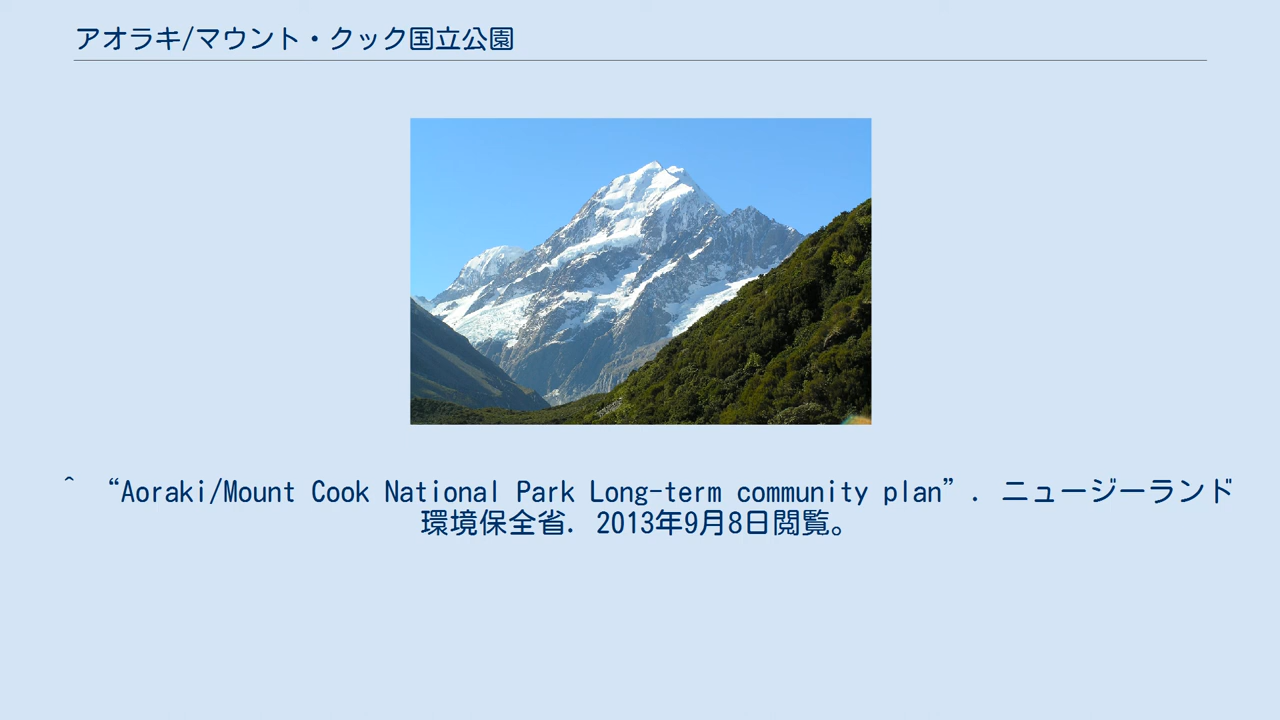 アオラキ/マウント・クック国立公園
^ “Aoraki/Mount Cook National Park Long-term community plan”. ニュージーランド
環境保全省. 2013年9月8日閲覧。